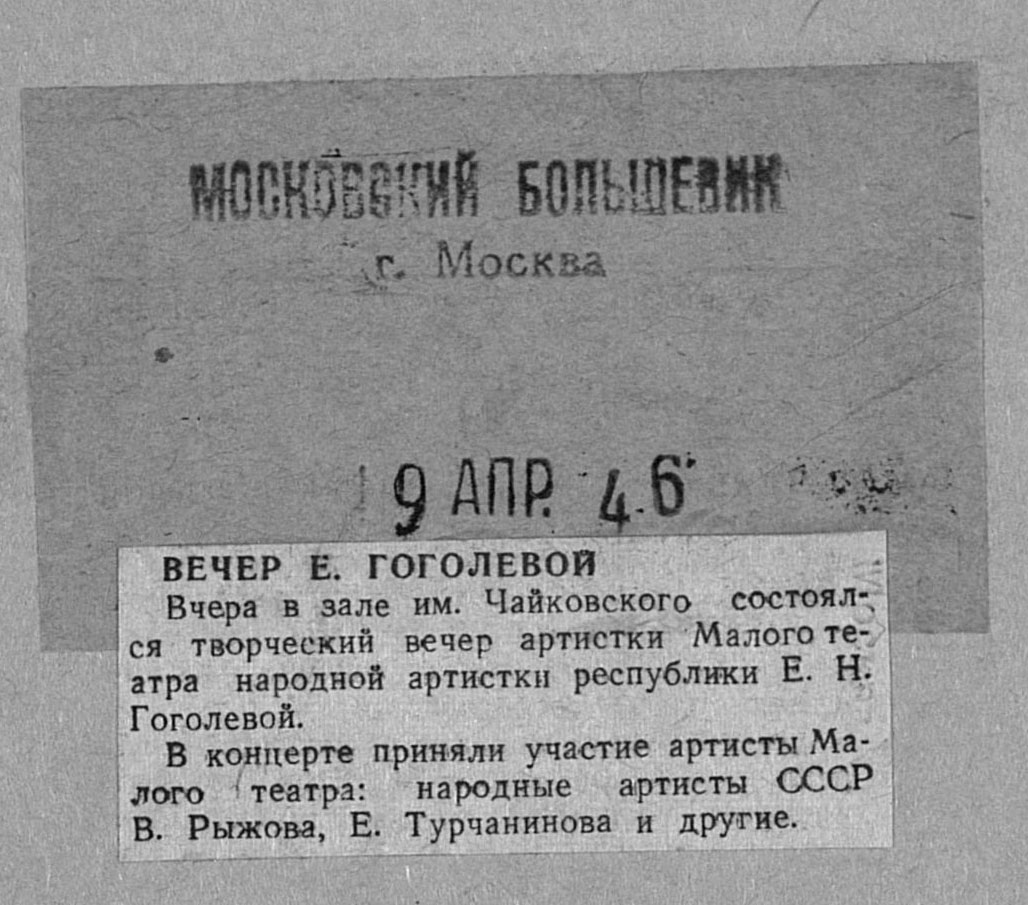 МОСКОВСКИЙ БОЛЬШЕВИК
г. Москва
9 АПР. 46
ВЕЧЕР Е. ГОГОЛЕВОЙ
Вчера в зале им. Чайковского состоял-
ся творческий вечер артистки Малого те-
атра народной артистки республики Е. Н.
Гоголевой.
В концерте приняли участие артисты Ма-
лого театра: народные артисты СССР
В. Рыжова, Е. Турчанинова и другие.